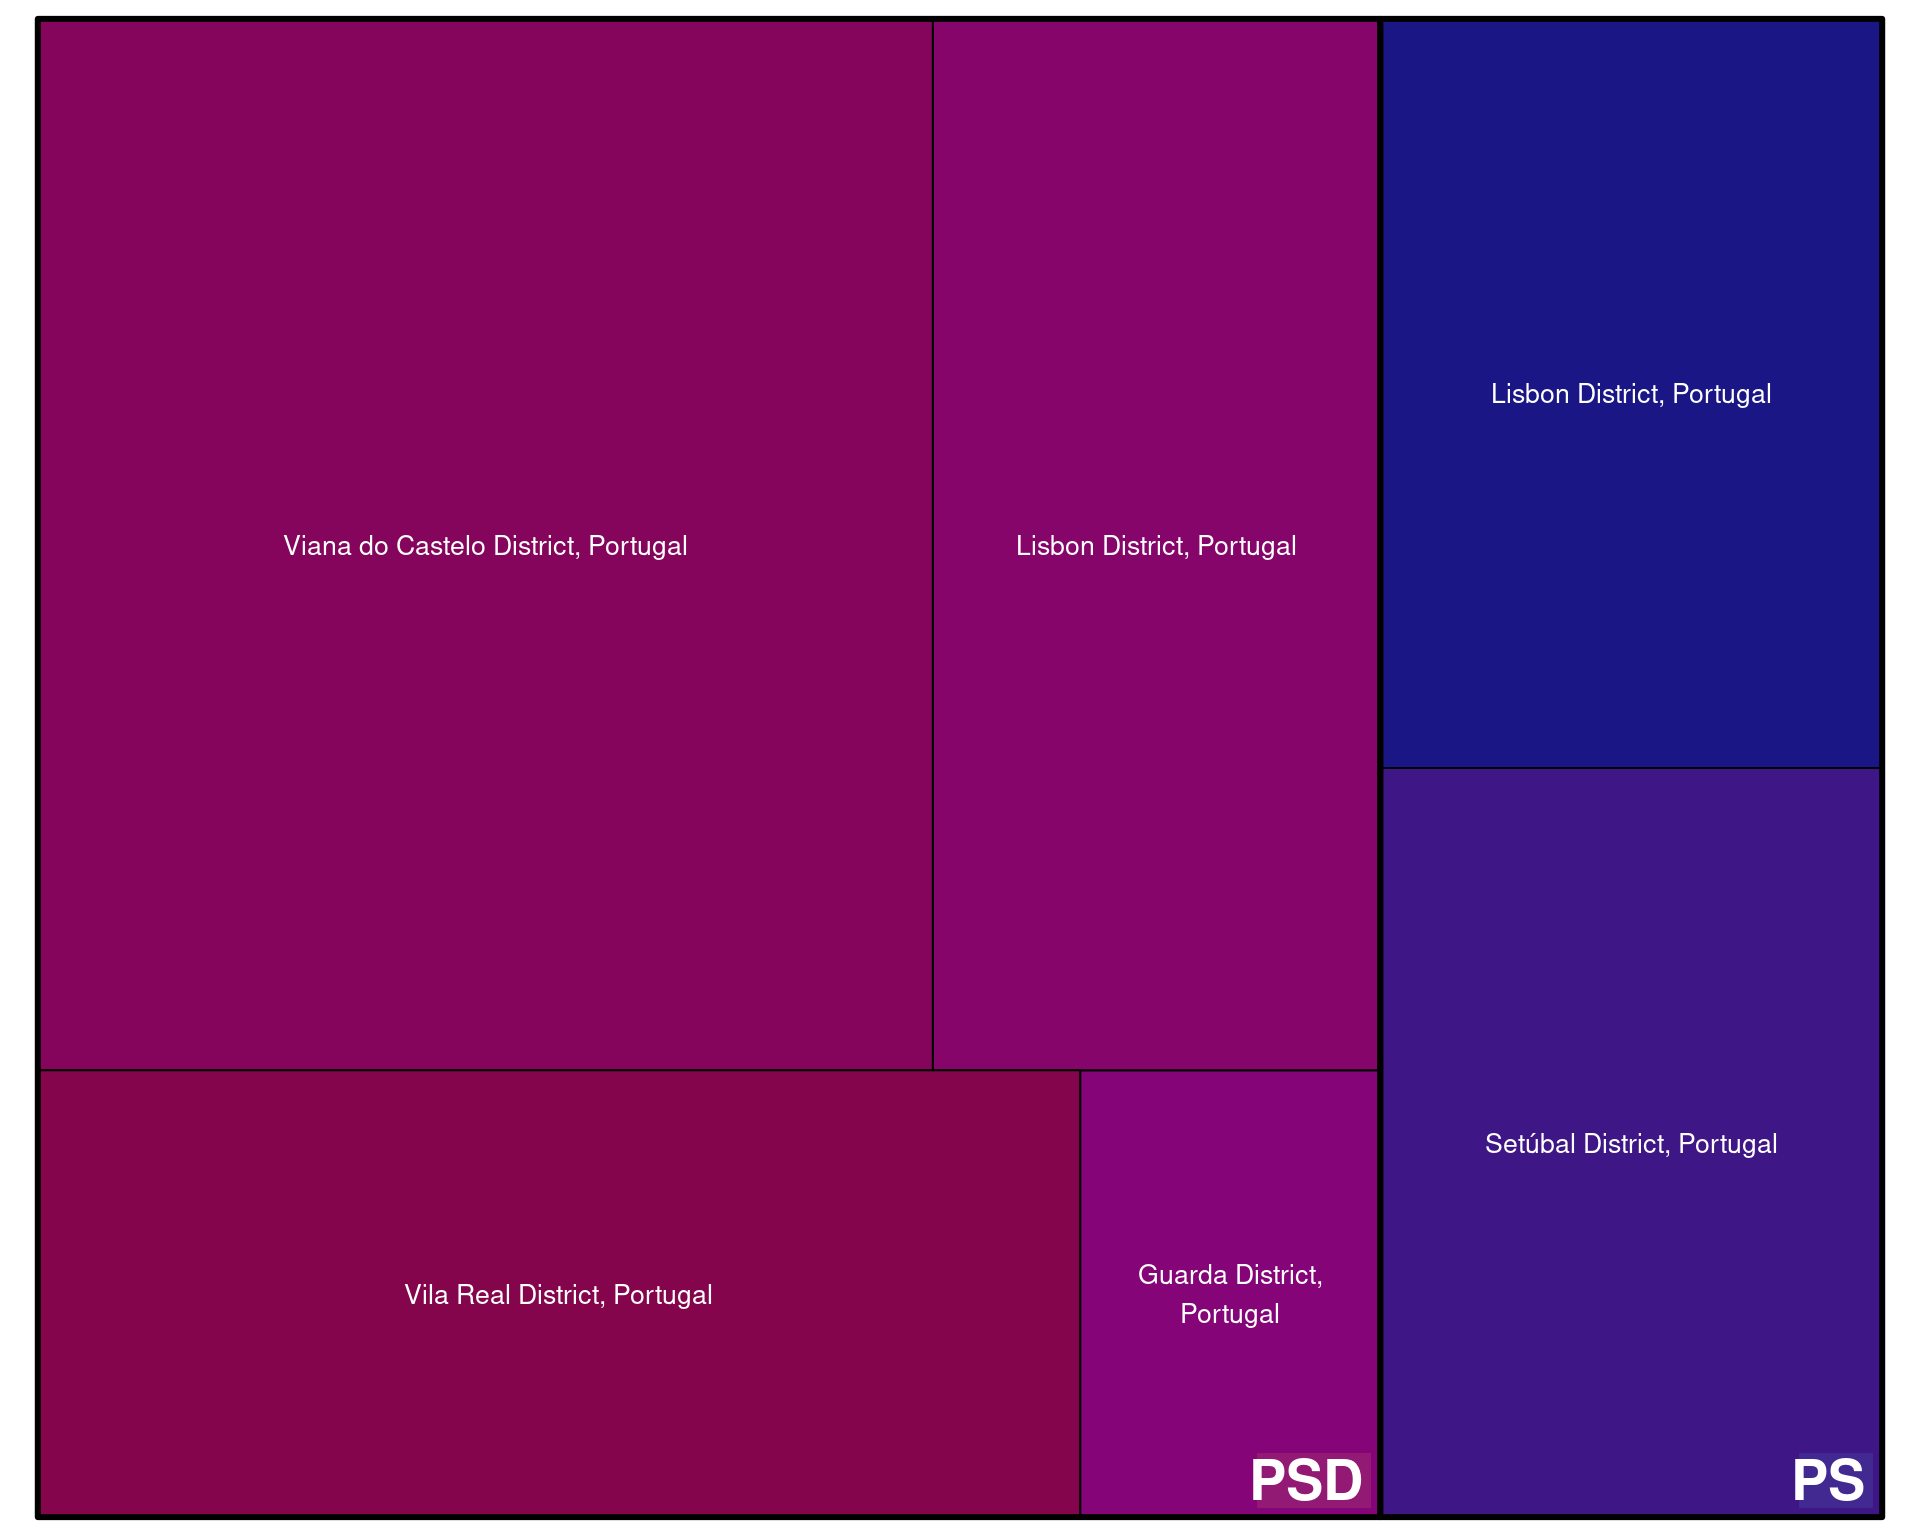 Viana do Castelo District, Portugal
Lisbon District, Portugal
Lisbon District, Portugal
Setúbal District, Portugal
Vila Real District, Portugal
Guarda District,
Portugal
PSD
PS